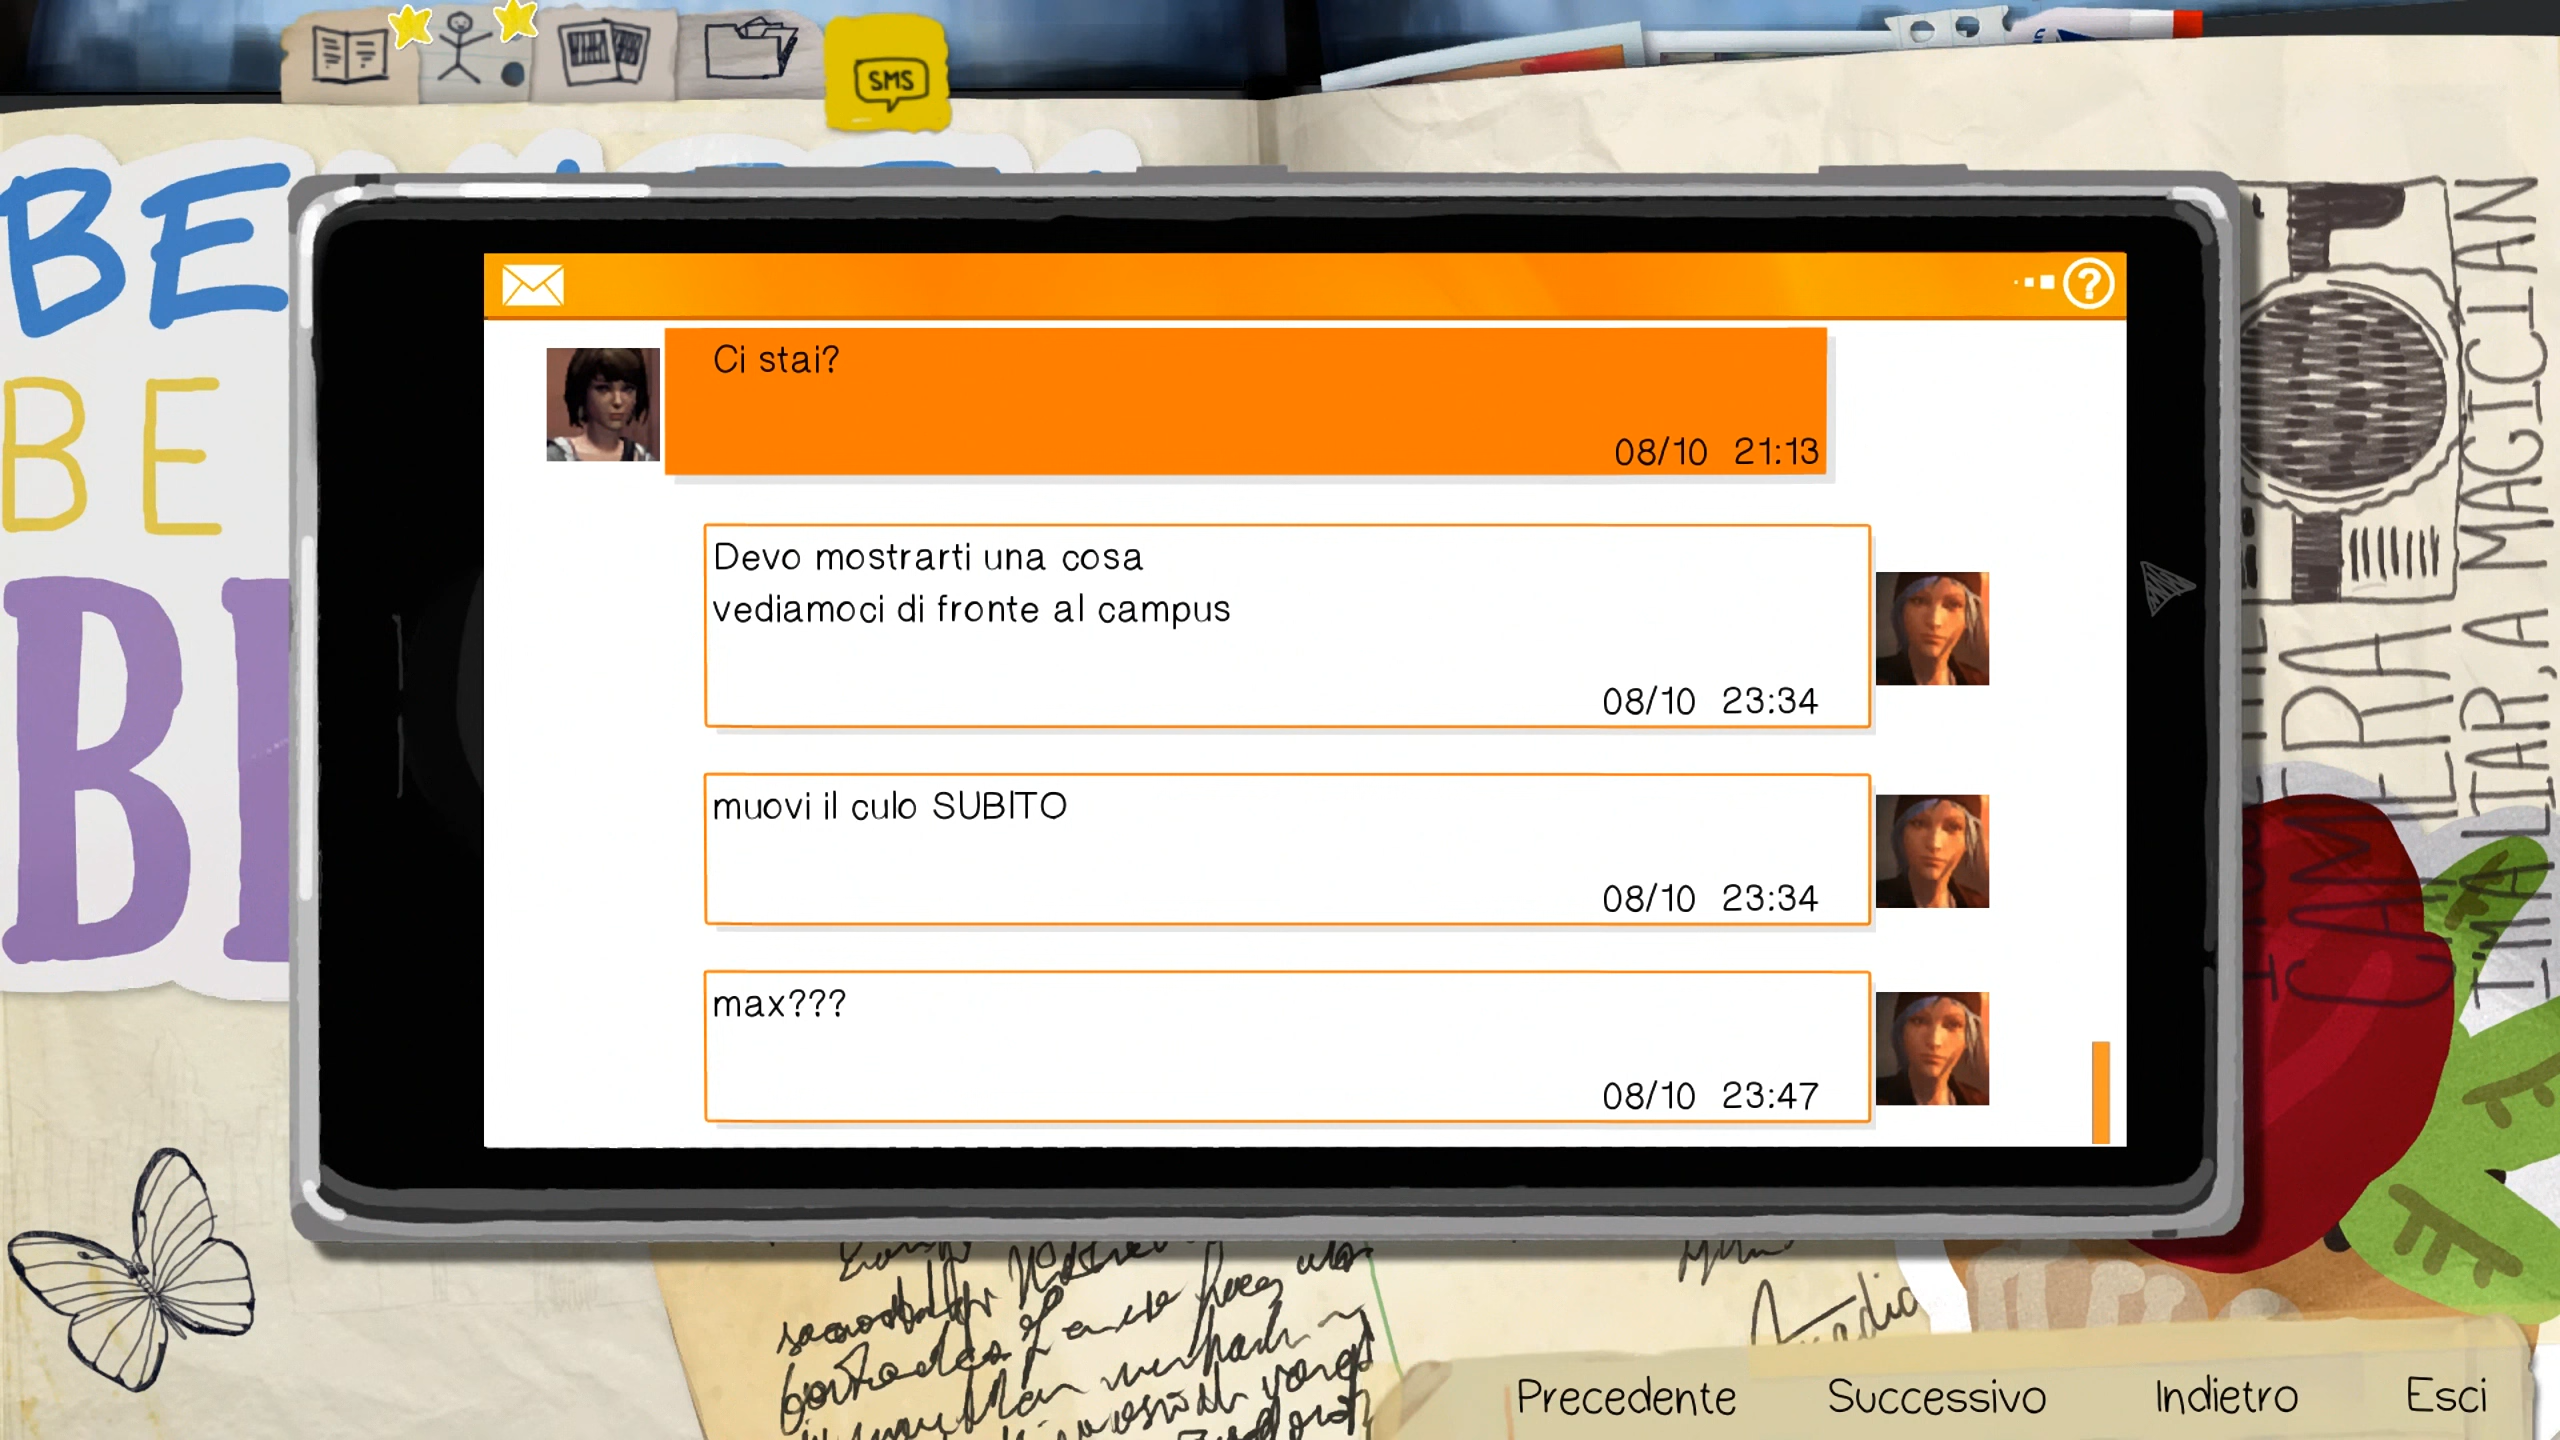 SMS
BE
BE
Ci stai?
08/10 21:13
Devo mostrarti una cosa
vediamoci di fronte al campus
08/10 23:34
muovi il culo SUBITO
08/10 23:34
max???
08/10 23:47
CAMERA
MAGICIAN
Precedente
Successivo
Indietro
Esci